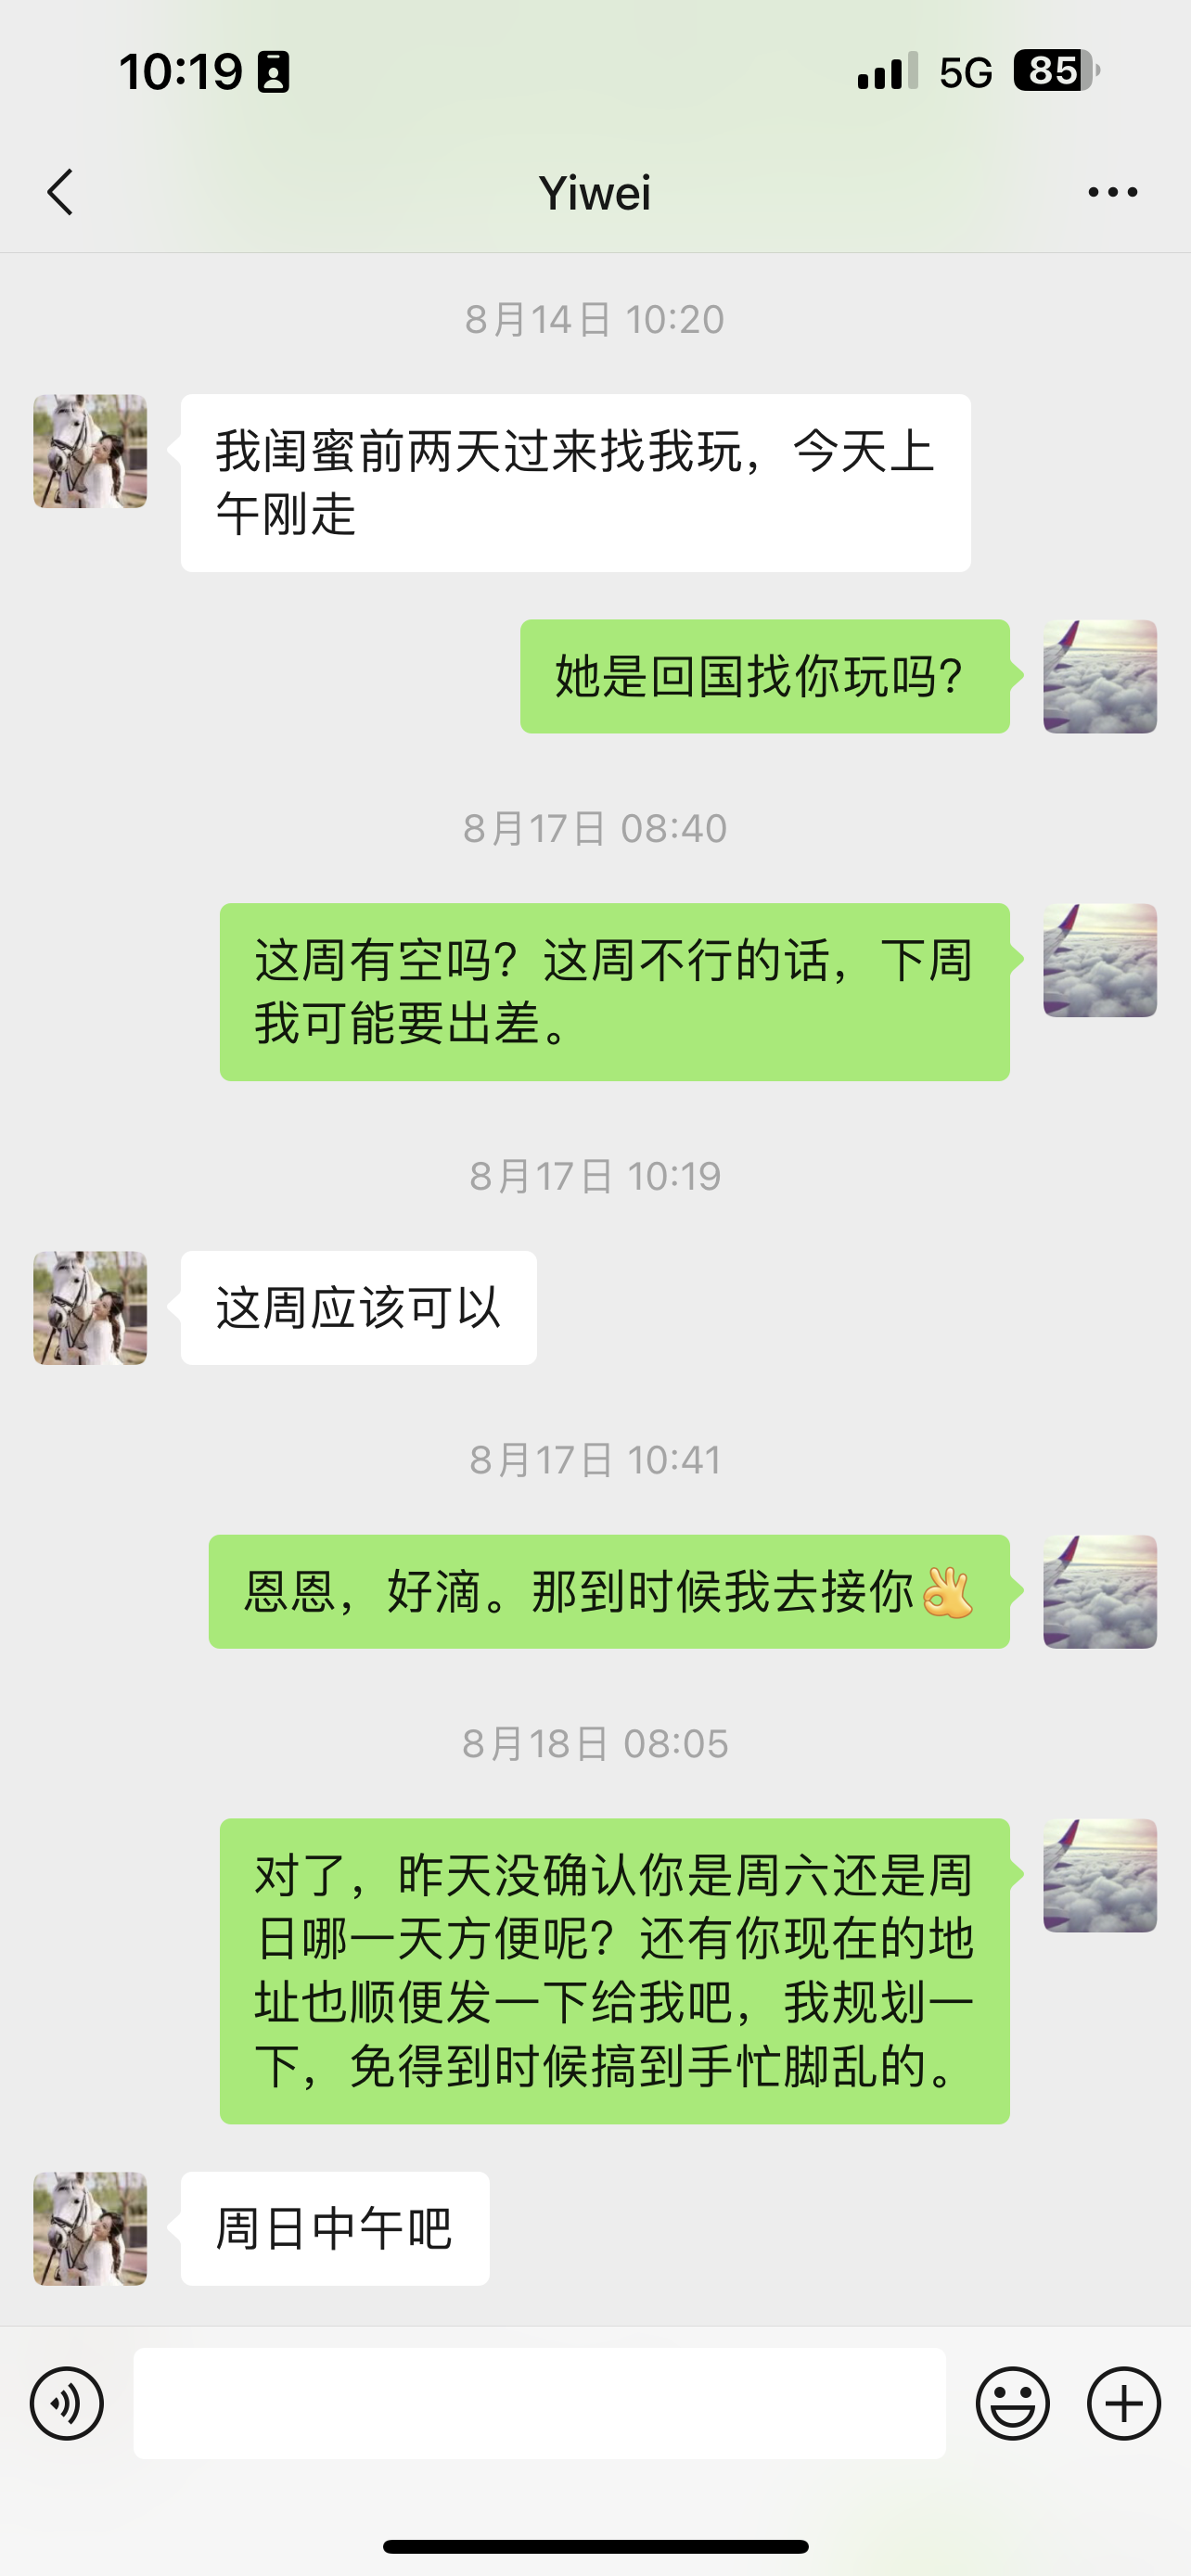 10:19
5G
85
Yiwei
8月14日 10:20
我闺蜜前两天过来找我玩，今天上
午刚走
她是回国找你玩吗？
8月17日 08:40
这周有空吗？这周不行的话，下周
我可能要出差。
8月17日 10:19
这周应该可以
8月17日 10:41
恩恩，好滴。那到时候我去接你👌
8月18日 08:05
对了，昨天没确认你是周六还是周
日哪一天方便呢？还有你现在的地
址也顺便发一下给我吧，我规划一
下，免得到时候搞到手忙脚乱的。
周日中午吧